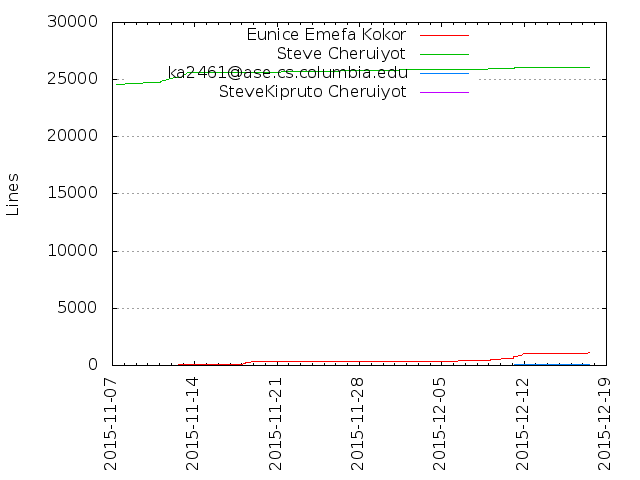 30000
25000
20000
15000
10000
5000
0
Lines
Eunice Emefa Kokor
Steve Cheruiyot
ka2461@ase.cs.columbia.edu
SteveKipruto Cheruiyot
2015-11-07
2015-11-14
2015-11-21
2015-11-28
2015-12-05
2015-12-12
2015-12-19